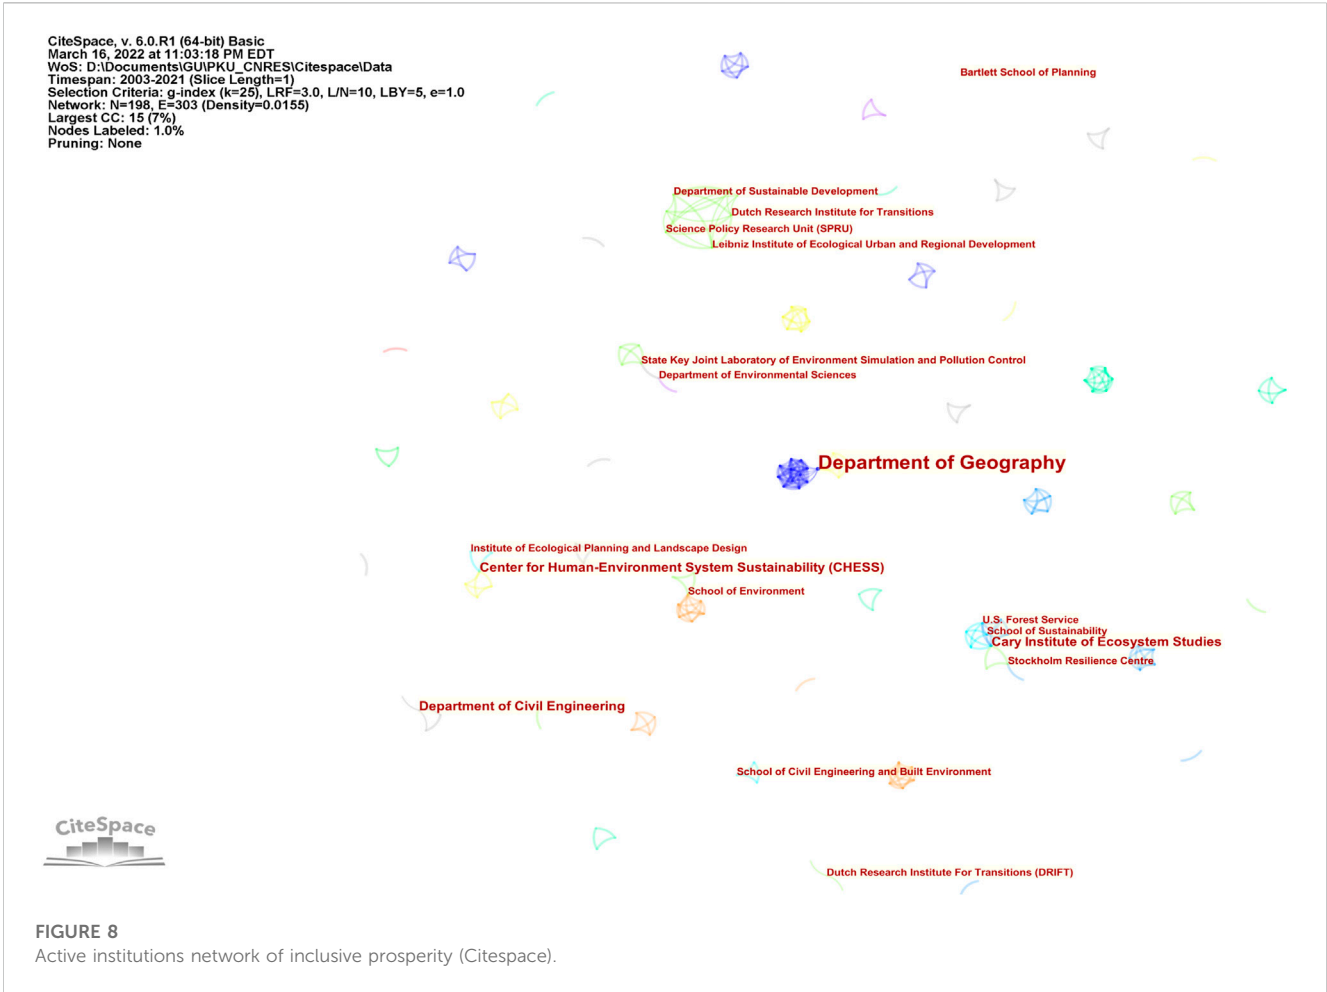 CiteSpace, v. 6.0.R1 (64-bit) Basic
March 16, 2022 at 11:03:18 PM EDT
WoS: D:\Documents\GU\PKU_CNRES\Citespace\Data
Timespan: 2003-2021 (Slice Length=1)
Selection Criteria: g-index (k=25), LRF=3.0, L/N=10, LBY=5, e=1.0
Network: N=198, E=303 (Density=0.0155)
Largest CC: 15 (7%)
Nodes Labeled: 1.0%
Pruning: None
Bartlett School of Planning
Department of Sustainable Development
Dutch Research Institute for Transitions
Science Policy Research Unit (SPRU)
Leibniz Institute of Ecological Urban and Regional Development
State Key Joint Laboratory of Environment Simulation and Pollution Control
Department of Environmental Sciences
Department of Geography
Institute of Ecological Planning and Landscape Design
Center for Human-Environment System Sustainability (CHESS)
School of Environment
U.S. Forest Service
School of Sustainability
Cary Institute of Ecosystem Studies
Stockholm Resilience Centre
Department of Civil Engineering
School of Civil Engineering and Built Environment
CiteSpace
Dutch Research Institute For Transitions (DRIFT)
FIGURE 8
Active institutions network of inclusive prosperity (Citespace).